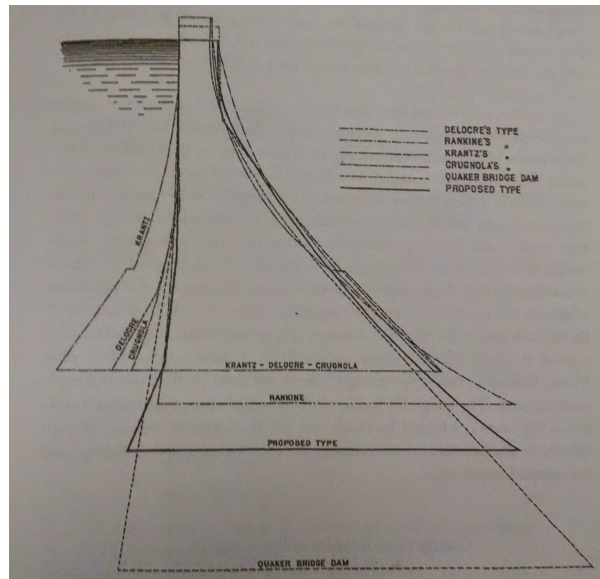 DELOCRE'S TYPE
RANKINE'S „
KRANTZ'S „
CRUGNOLA'S „
QUAKER BRIDGE DAM
PROPOSED TYPE
KRANTZ
DELOCRE
CRUGNOLA
KRANTZ - DELOCRE - CRUGNOLA
RANKINE
PROPOSED TYPE
QUAKER BRIDGE DAM